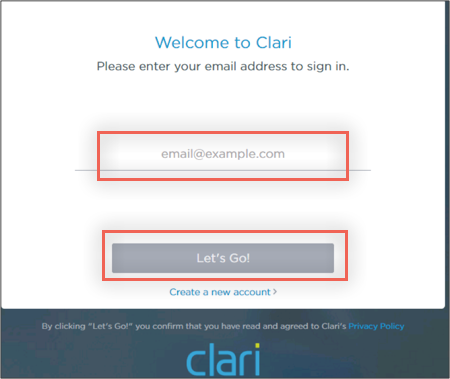 Welcome to Clari
Please enter your email address to sign in.
email@example.com
Let's Go!
Create a new account >
By clicking "Let's Go!" you confirm that you have read and agreed to Clari's Privacy Policy
clari